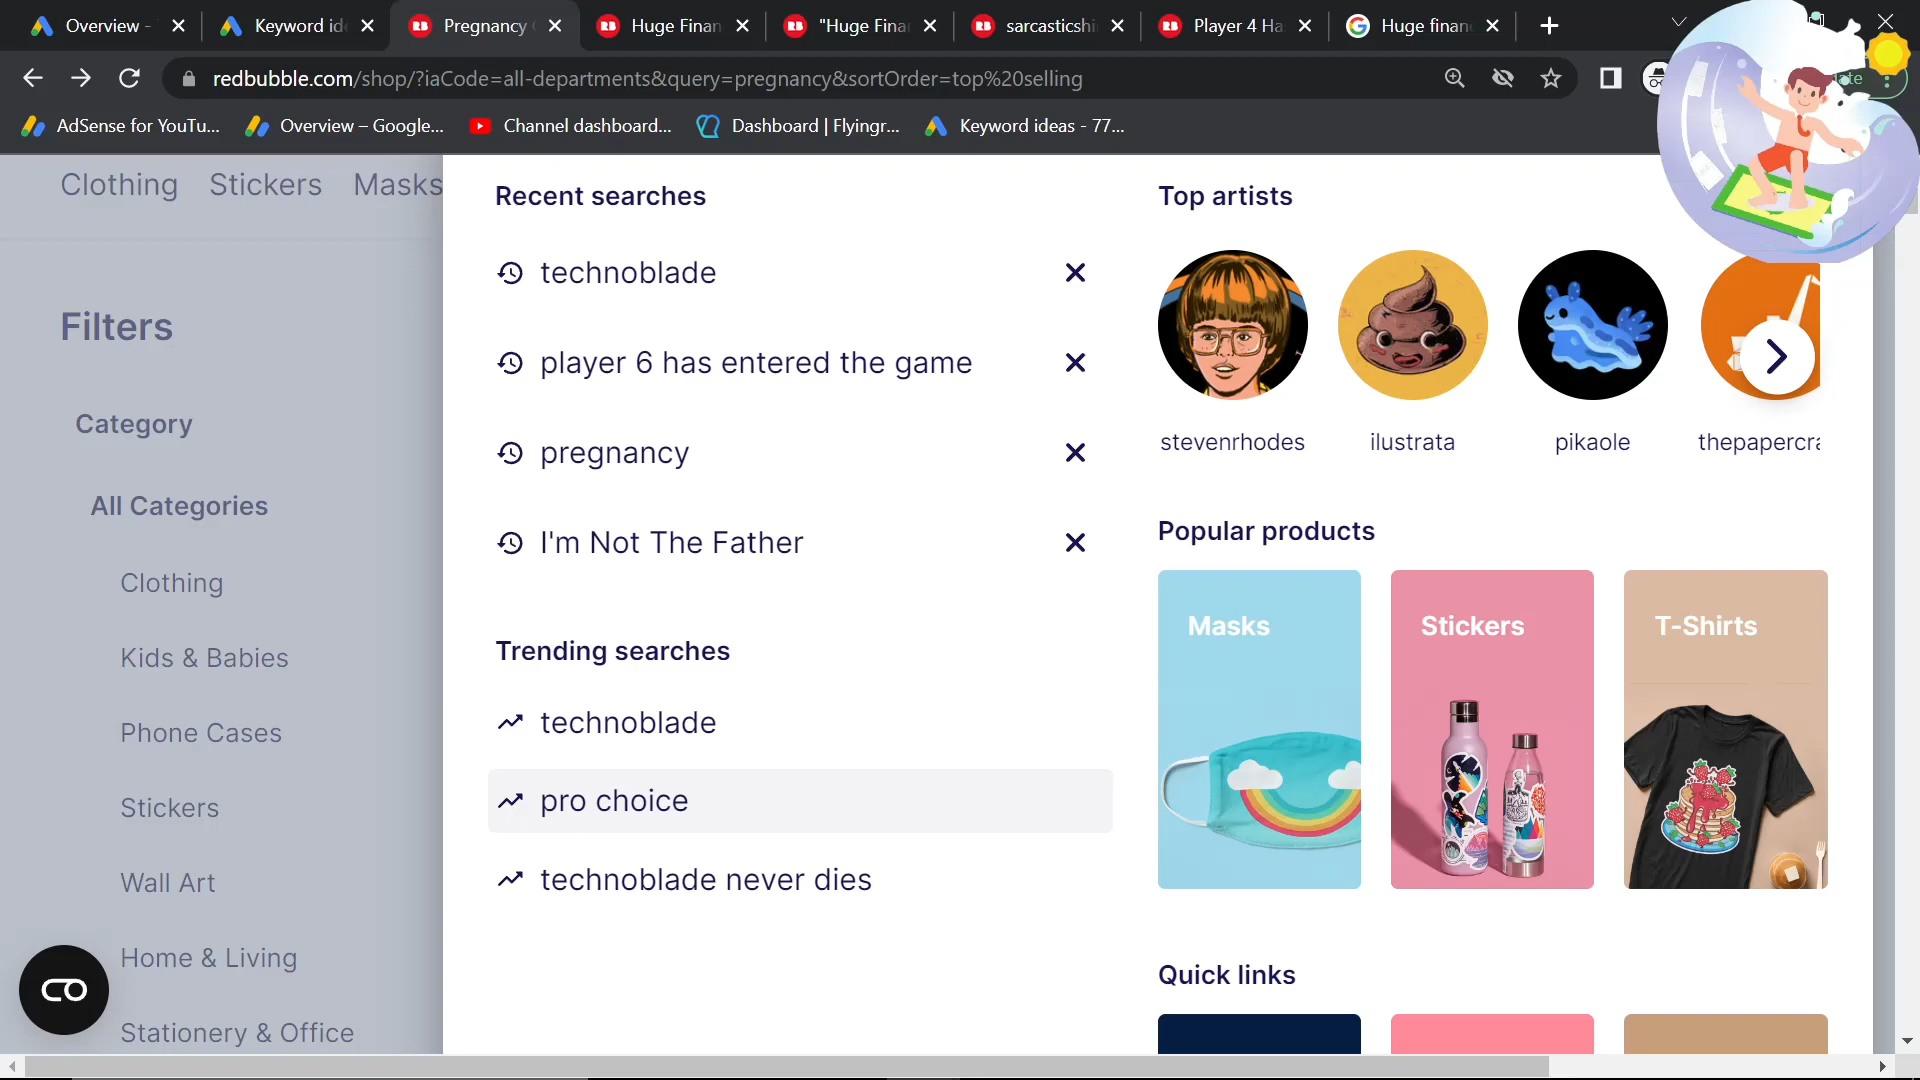 Overview -
Keyword id
Pregnancy
Huge Finan
"Huge Fina
sarcasticshi
Player 4 Ha
Huge financ
redbubble.com/shop/?iaCode=all-departments&query=pregnancy&sortOrder=top%20selling
AdSense for YouTu...
Overview – Google...
Channel dashboard...
Dashboard | Flyingr...
Keyword ideas - 77...
Clothing Stickers Masks
Filters
Category
All Categories
Clothing
Kids & Babies
Phone Cases
Stickers
Wall Art
Home & Living
Stationery & Office
Recent searches
technoblade
player 6 has entered the game
pregnancy
I'm Not The Father
Trending searches
technoblade
pro choice
technoblade never dies
Top artists
stevenrhodes
ilustrata
pikaole
thepapercra
Popular products
Masks
Stickers
T-Shirts
Quick links